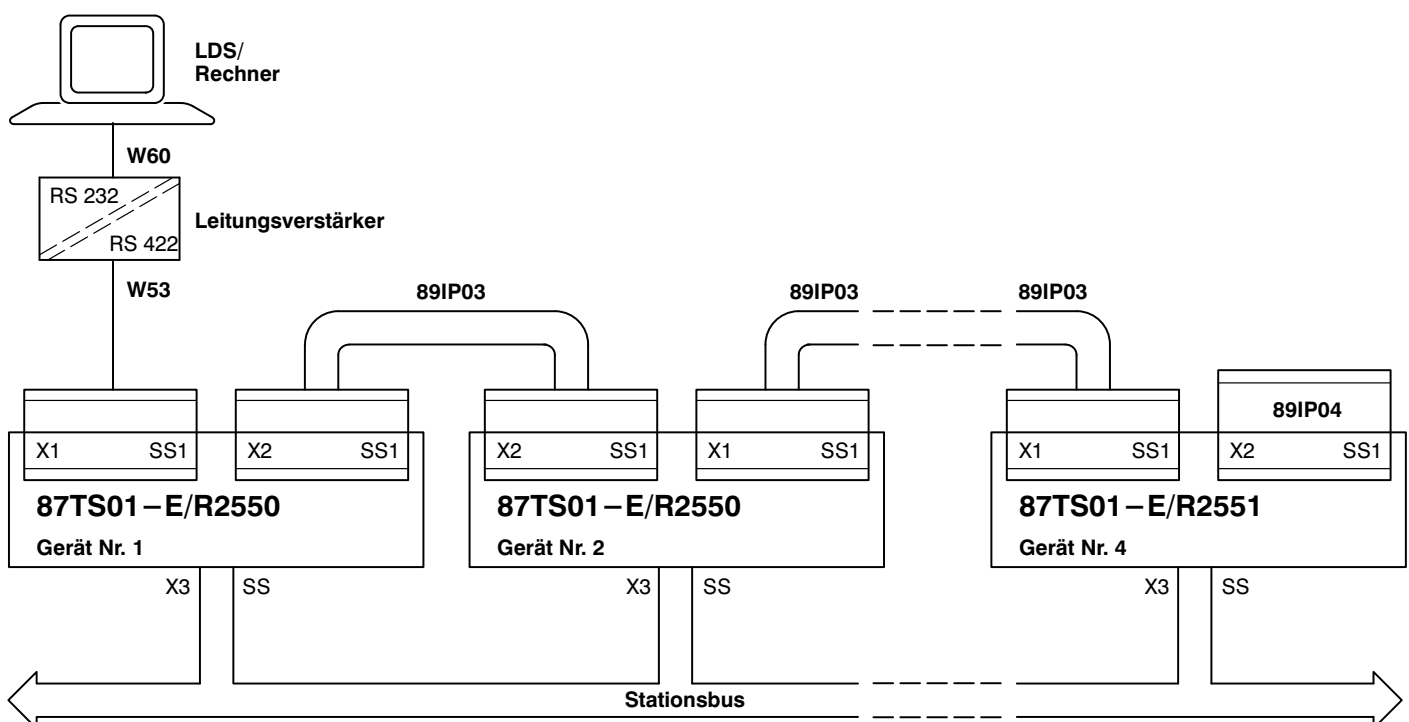 LDS/
Rechner
W60
RS 232
RS 422
Leitungsverstärker
W53
89IP03
89IP03
89IP03
89IP04
X1 SS1
X2 SS1
X2 SS1
X1 SS1
X1 SS1
X2 SS1
87TS01–E/R2550
87TS01–E/R2550
87TS01–E/R2551
Gerät Nr. 1
Gerät Nr. 2
Gerät Nr. 4
X3 SS
X3 SS
X3 SS
Stationsbus